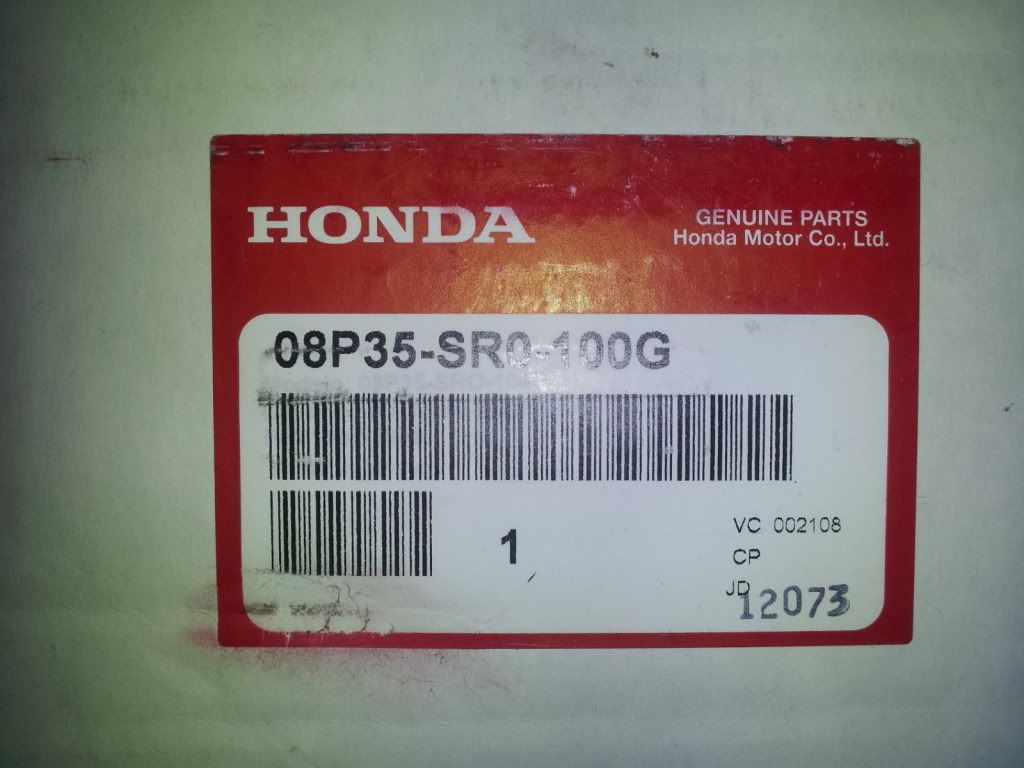 HONDA
GENUINE PARTS
Honda Motor Co., Ltd.
08P35-SR0-100G
1
VC 002108
CP
JD
12073